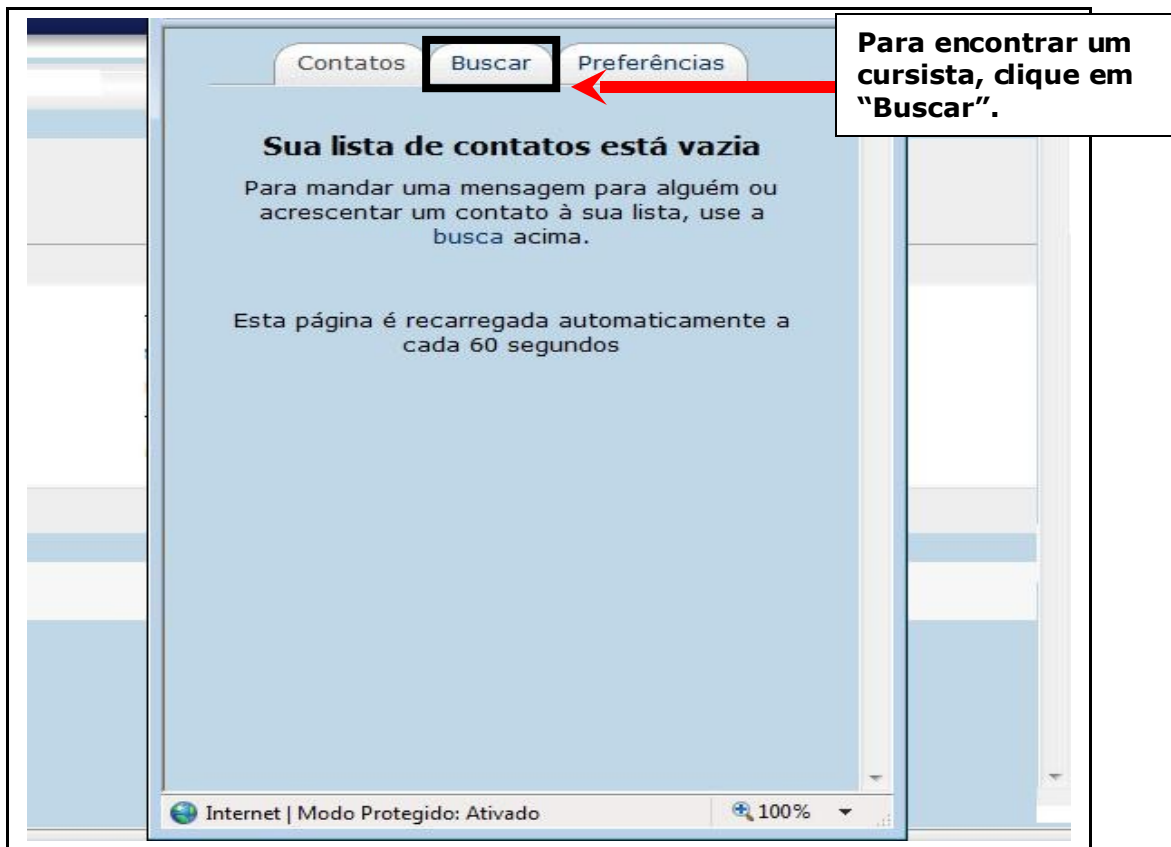 Contatos Buscar Preferências
Para encontrar um
cursista, clique em
“Buscar”.
Sua lista de contatos está vazia
Para mandar uma mensagem para alguém ou
acrescentar um contato à sua lista, use a
busca acima.
Esta página é recarregada automaticamente a
cada 60 segundos
Internet | Modo Protegido: Ativado 100%